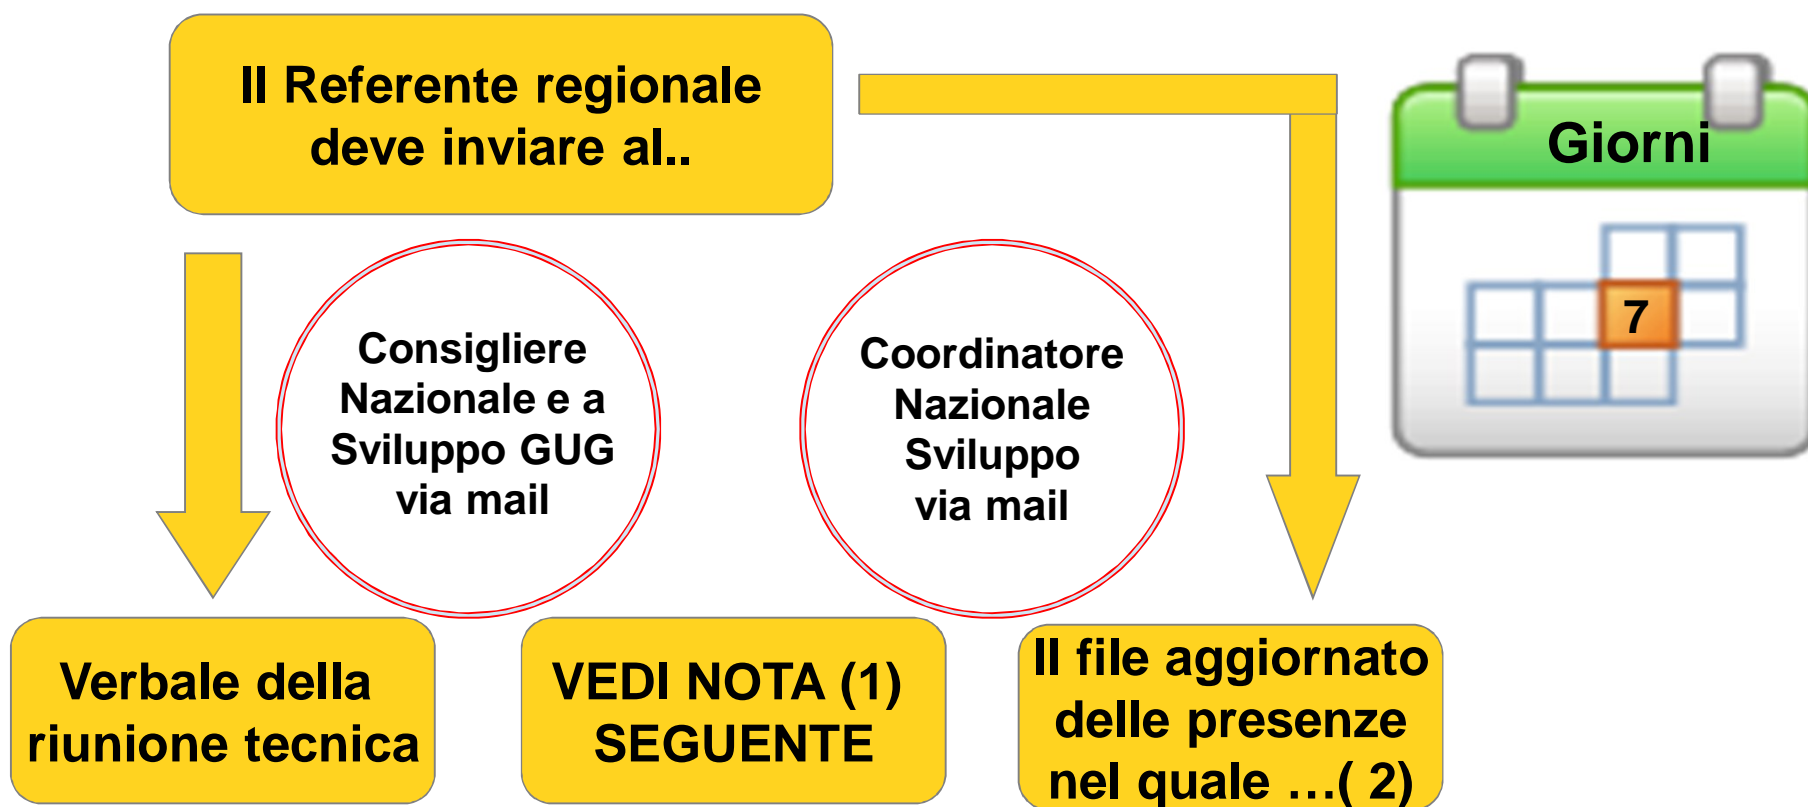 Il Referente regionale
deve inviare al..
Giorni
7
Consigliere
Nazionale e a
Sviluppo GUG
via mail
Coordinatore
Nazionale
Sviluppo
via mail
Verbale della
riunione tecnica
VEDI NOTA (1)
SEGUENTE
Il file aggiornato
delle presenze
nel quale ...( 2)